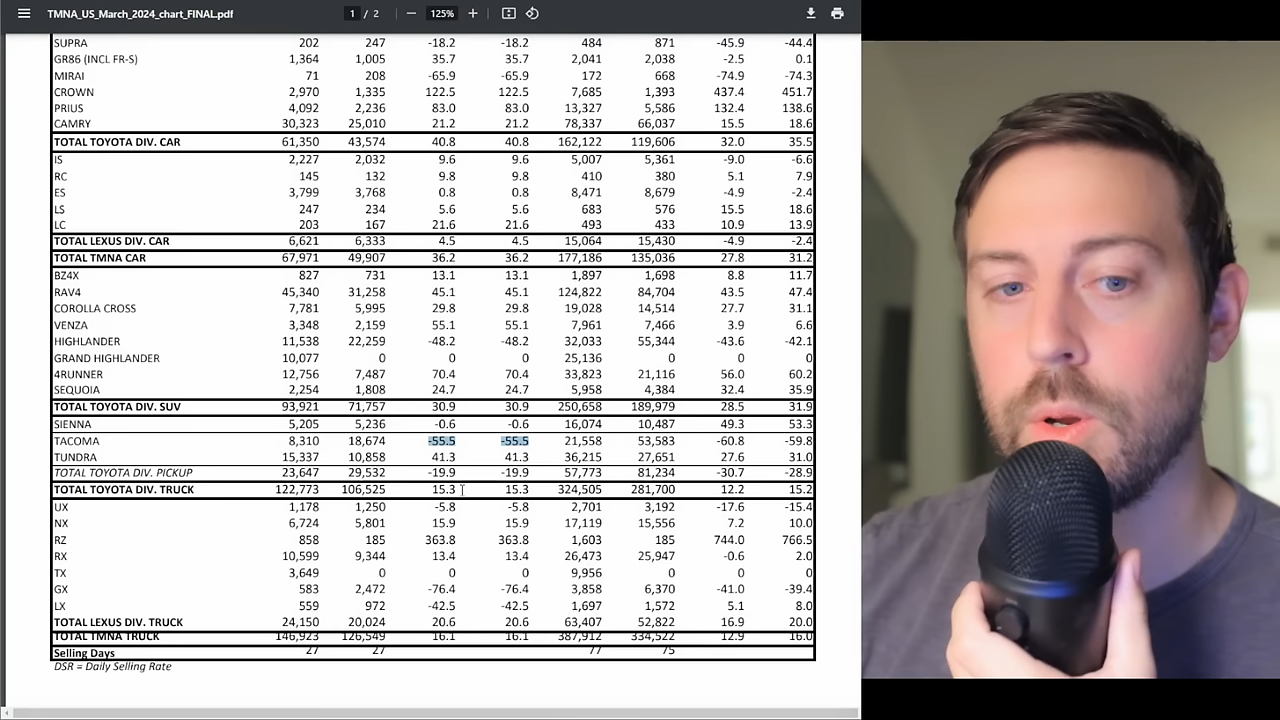 TMNA_US_March_2024_chart_FINAL.pdf 1 / 2 — 125% +
SUPRA 202 247 -18.2 -18.2 484 871 -45.9 -44.4
GR86 (INCL FR-S) 1,364 1,005 35.7 35.7 2,041 2,038 -2.5 0.1
MIRAI 71 208 -65.9 -65.9 172 668 -74.9 -74.3
CROWN 2,970 1,335 122.5 122.5 7,685 1,393 437.4 451.7
PRIUS 4,092 2,236 83.0 83.0 13,327 5,586 132.4 138.6
CAMRY 30,323 25,010 21.2 21.2 78,337 66,037 15.5 18.6
TOTAL TOYOTA DIV. CAR 61,350 43,574 40.8 40.8 162,122 119,606 32.0 35.5
IS 2,227 2,032 9.6 9.6 5,007 5,361 -9.0 -6.6
RC 145 132 9.8 9.8 410 380 5.1 7.9
ES 3,799 3,768 0.8 0.8 8,471 8,679 -4.9 -2.4
LS 247 234 5.6 5.6 683 576 15.5 18.6
LC 203 167 21.6 21.6 493 433 10.9 13.9
TOTAL LEXUS DIV. CAR 6,621 6,333 4.5 4.5 15,064 15,430 -4.9 -2.4
TOTAL TMNA CAR 67,971 49,907 36.2 36.2 177,186 135,036 27.8 31.2
BZ4X 827 731 13.1 13.1 1,897 1,698 8.8 11.7
RAV4 45,340 31,258 45.1 45.1 124,822 84,704 43.5 47.4
COROLLA CROSS 7,781 5,995 29.8 29.8 19,028 14,514 27.7 31.1
VENZA 3,348 2,159 55.1 55.1 7,961 7,466 3.9 6.6
HIGHLANDER 11,538 22,259 -48.2 -48.2 32,033 55,344 -43.6 -42.1
GRAND HIGHLANDER 10,077 0 0 0 25,136 0 0 0
4RUNNER 12,756 7,487 70.4 70.4 33,823 21,116 56.0 60.2
SEQUOIA 2,254 1,808 24.7 24.7 5,958 4,384 32.4 35.9
TOTAL TOYOTA DIV. SUV 93,921 71,757 30.9 30.9 250,658 189,979 28.5 31.9
SIENNA 5,205 5,236 -0.6 -0.6 16,074 10,487 49.3 53.3
TACOMA 8,310 18,674 -55.5 -55.5 21,558 53,583 -60.8 -59.8
TUNDRA 15,337 10,858 41.3 41.3 36,215 27,651 27.6 31.0
TOTAL TOYOTA DIV. PICKUP 23,647 29,532 -19.9 -19.9 57,773 81,234 -30.7 -28.9
TOTAL TOYOTA DIV. TRUCK 122,773 106,525 15.3 15.3 324,505 281,700 12.2 15.2
UX 1,178 1,250 -5.8 -5.8 2,701 3,192 -17.6 -15.4
NX 6,724 5,801 15.9 15.9 17,119 15,556 7.2 10.0
RZ 858 185 363.8 363.8 1,603 185 744.0 766.5
RX 10,599 9,344 13.4 13.4 26,473 25,947 -0.6 2.0
TX 3,649 0 0 0 9,956 0 0 0
GX 583 2,472 -76.4 -76.4 3,858 6,370 -41.0 -39.4
LX 559 972 -42.5 -42.5 1,697 1,572 5.1 8.0
TOTAL LEXUS DIV. TRUCK 24,150 20,024 20.6 20.6 63,407 52,822 16.9 20.0
TOTAL TMNA TRUCK 146,923 126,549 16.1 16.1 387,912 334,522 12.9 16.0
Selling Days 27 27 77 75
DSR = Daily Selling Rate